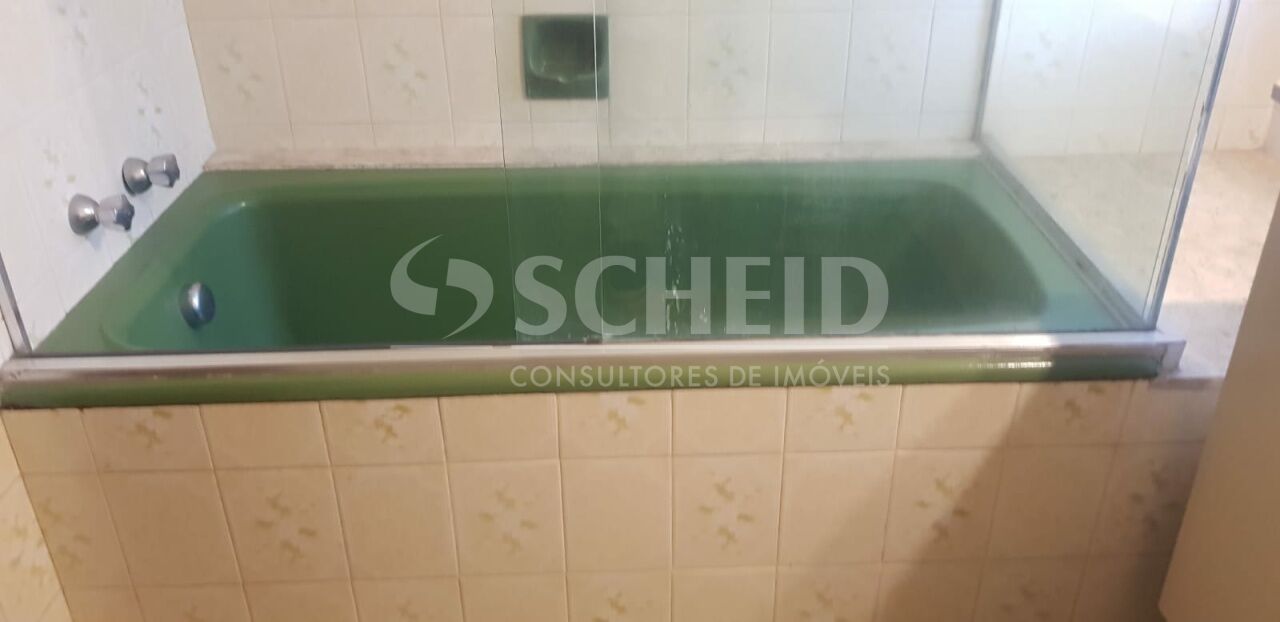 SCHEID
CONSULTORES DE IMÓVEIS